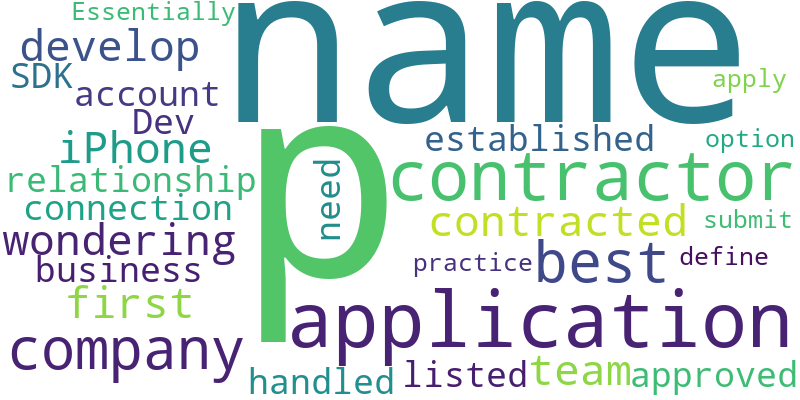 Essentially
name
develop
SDK
apply
account
Dev
p
established
option
iPhone
need
contractor
relationship
connection
contracted
submit
wondering
best
define
business
practice
first
application
company
team
approved
handled
listed